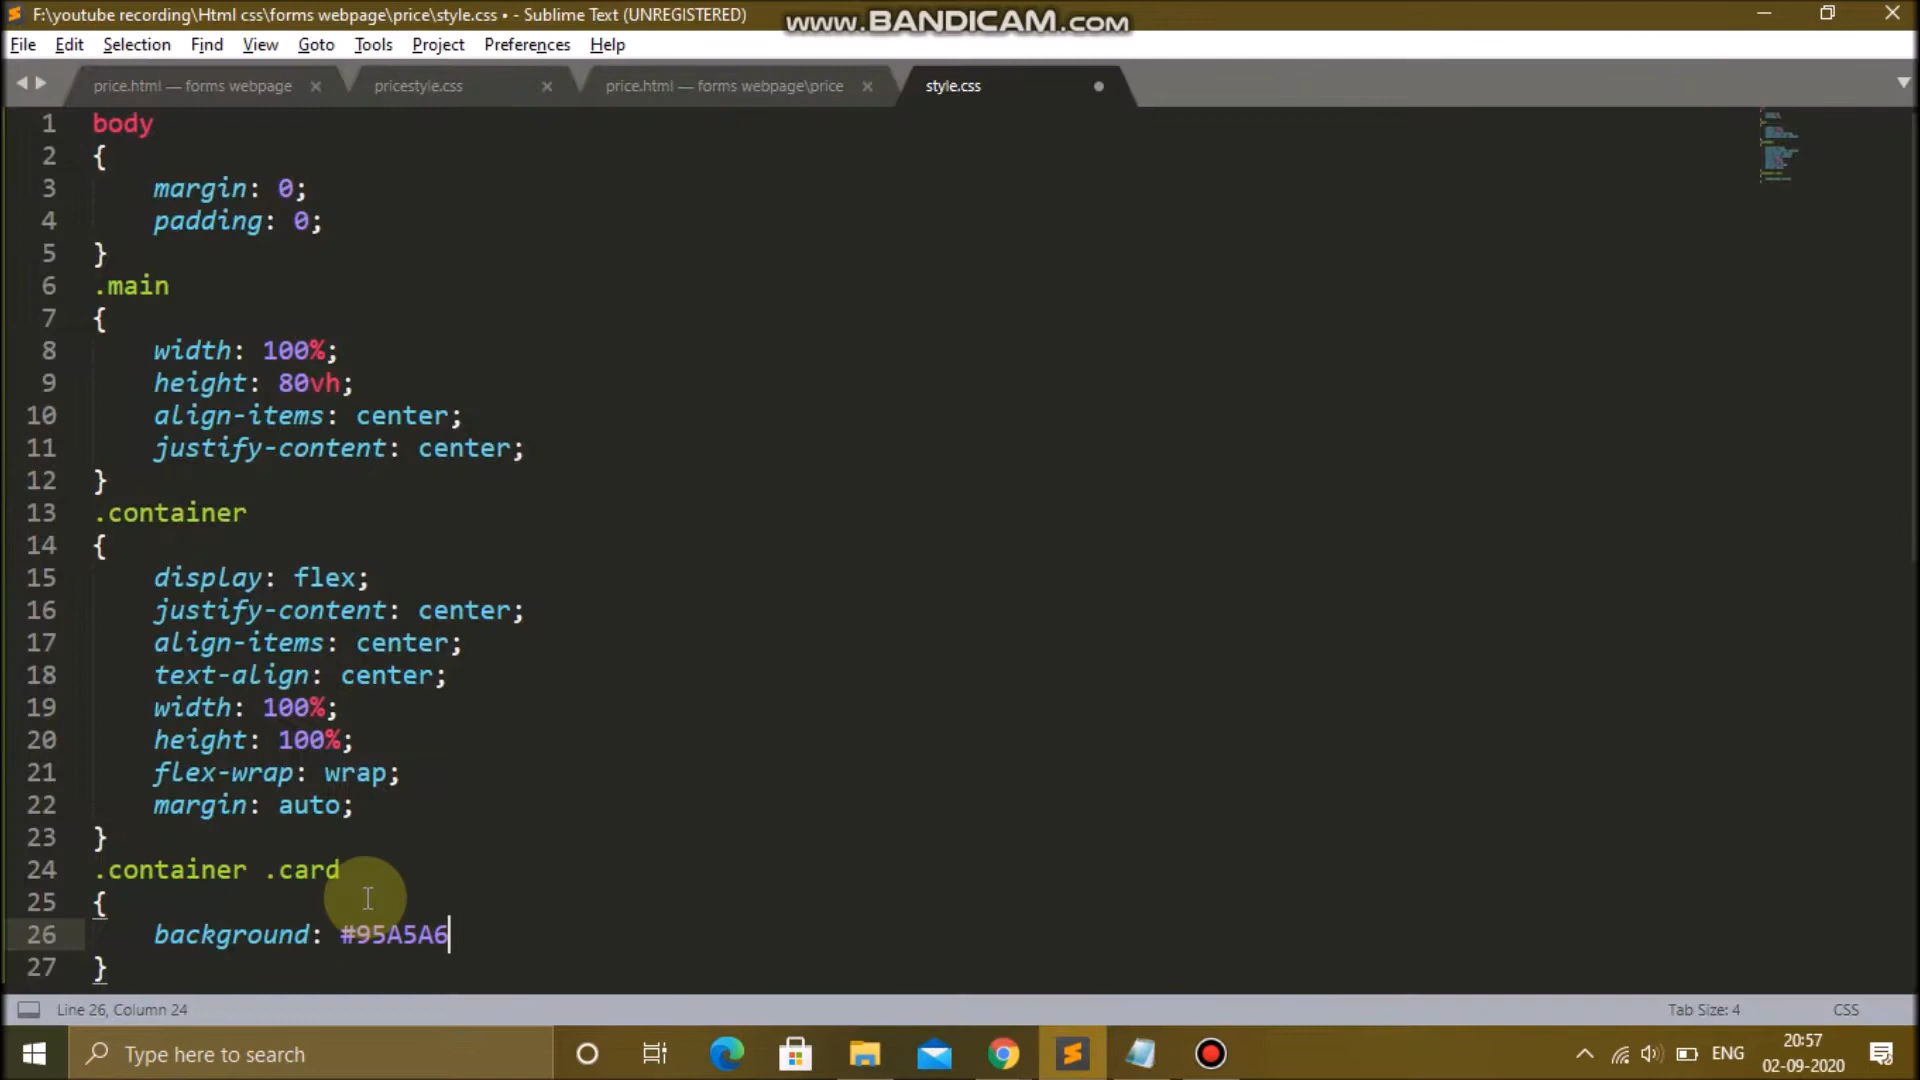 F:\youtube recording\Html css\forms webpage\price\style.css • - Sublime Text (UNREGISTERED)
www.BANDICAM.com
File Edit Selection Find View Goto Tools Project Preferences Help
price.html — forms webpage × pricestyle.css × price.html — forms webpage\price × style.css
1 body
2 {
3 margin: 0;
4 padding: 0;
5 }
6 .main
7 {
8 width: 100%;
9 height: 80vh;
10 align-items: center;
11 justify-content: center;
12 }
13 .container
14 {
15 display: flex;
16 justify-content: center;
17 align-items: center;
18 text-align: center;
19 width: 100%;
20 height: 100%;
21 flex-wrap: wrap;
22 margin: auto;
23 }
24 .container .card
25 {
26 background: #95A5A6
27 }
Line 26, Column 24 Tab Size: 4 CSS
Type here to search ENG 20:57
02-09-2020